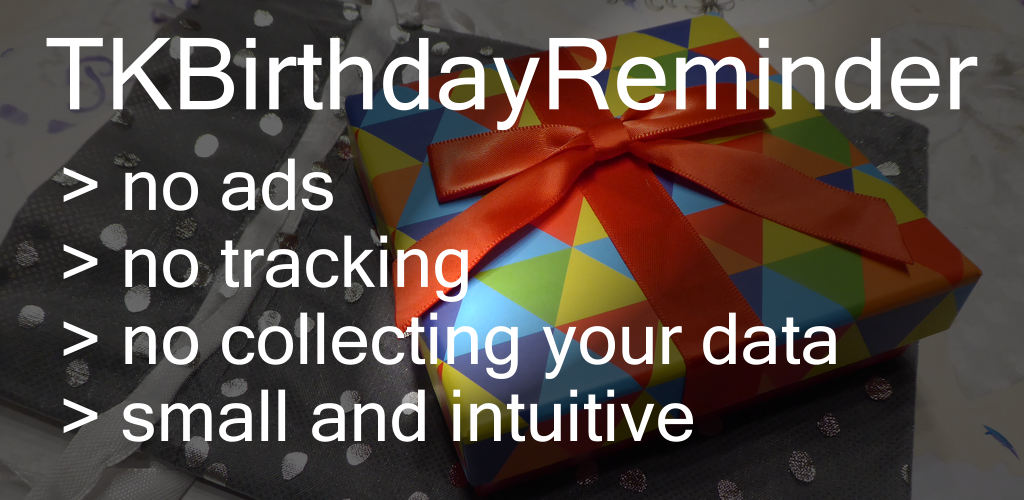 TKBirthdayReminder
> no ads
> no tracking
> no collecting your data
> small and intuitive